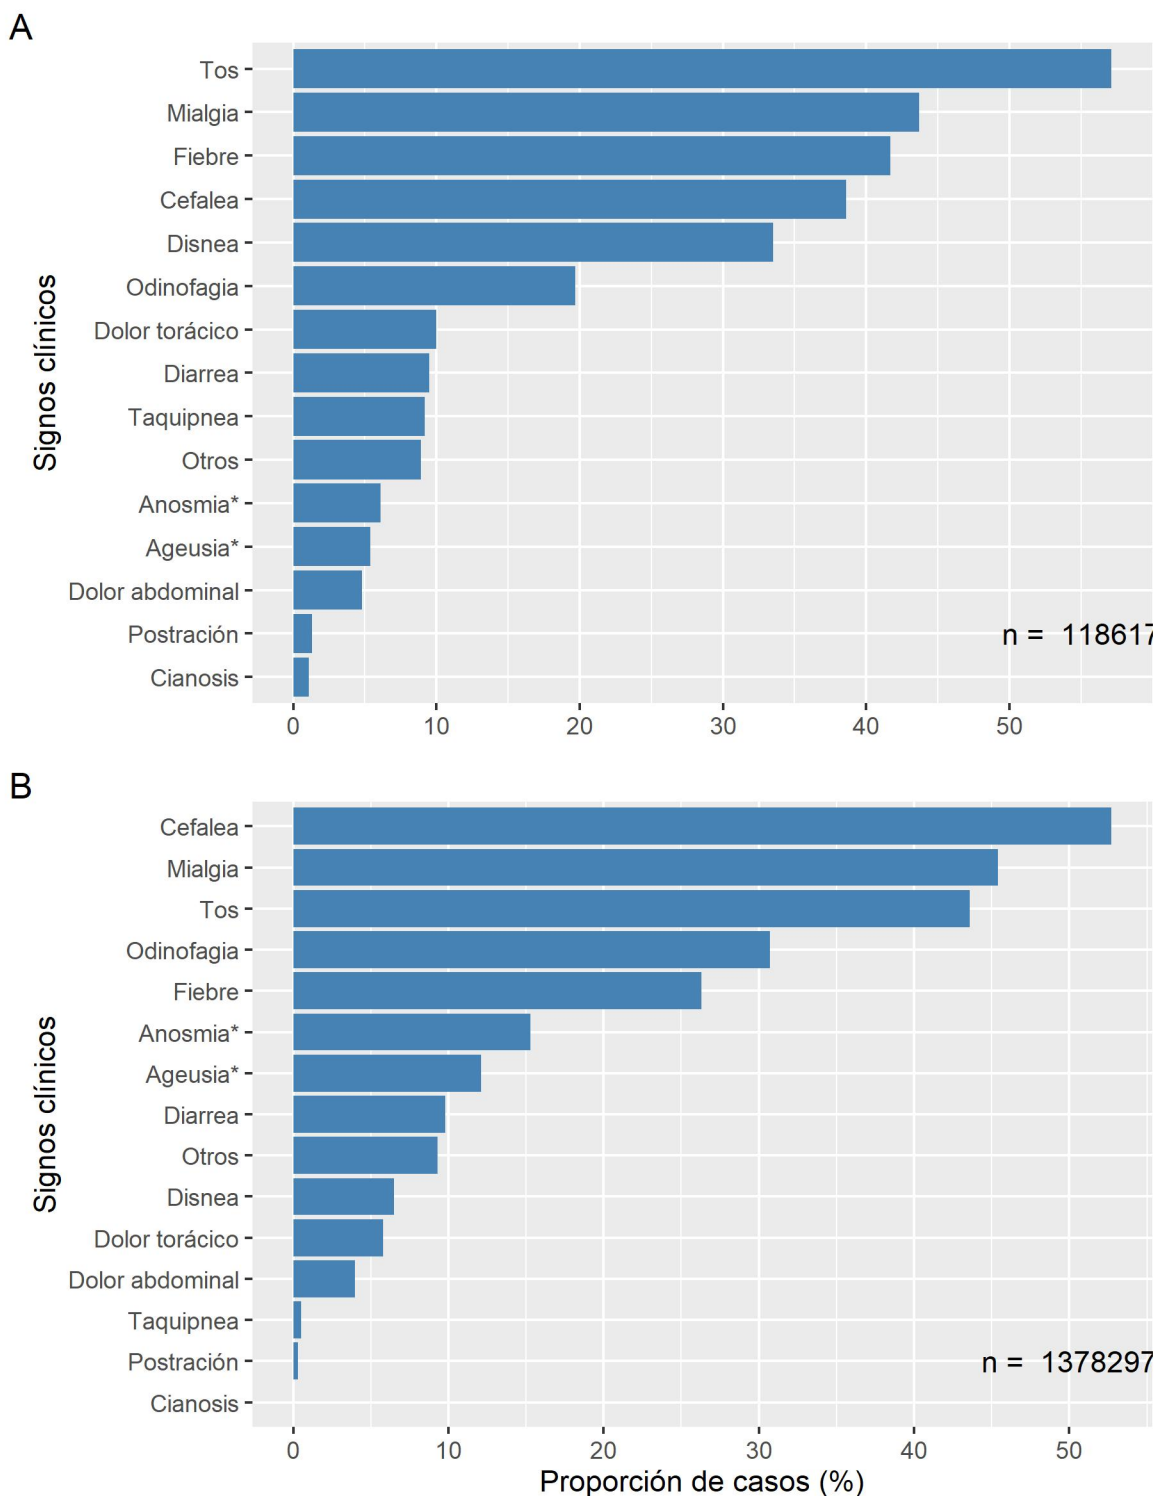 A
Signos clínicos
Tos
Mialgia
Fiebre
Cefalea
Disnea
Odinofagia
Dolor torácico
Diarrea
Taquipnea
Otros
Anosmia*
Ageusia*
Dolor abdominal
Postración
Cianosis
n = 118617
0 10 20 30 40 50
B
Signos clínicos
Cefalea
Mialgia
Tos
Odinofagia
Fiebre
Anosmia*
Ageusia*
Diarrea
Otros
Disnea
Dolor torácico
Dolor abdominal
Taquipnea
Postración
Cianosis
n = 1378297
0 10 20 30 40 50
Proporción de casos (%)